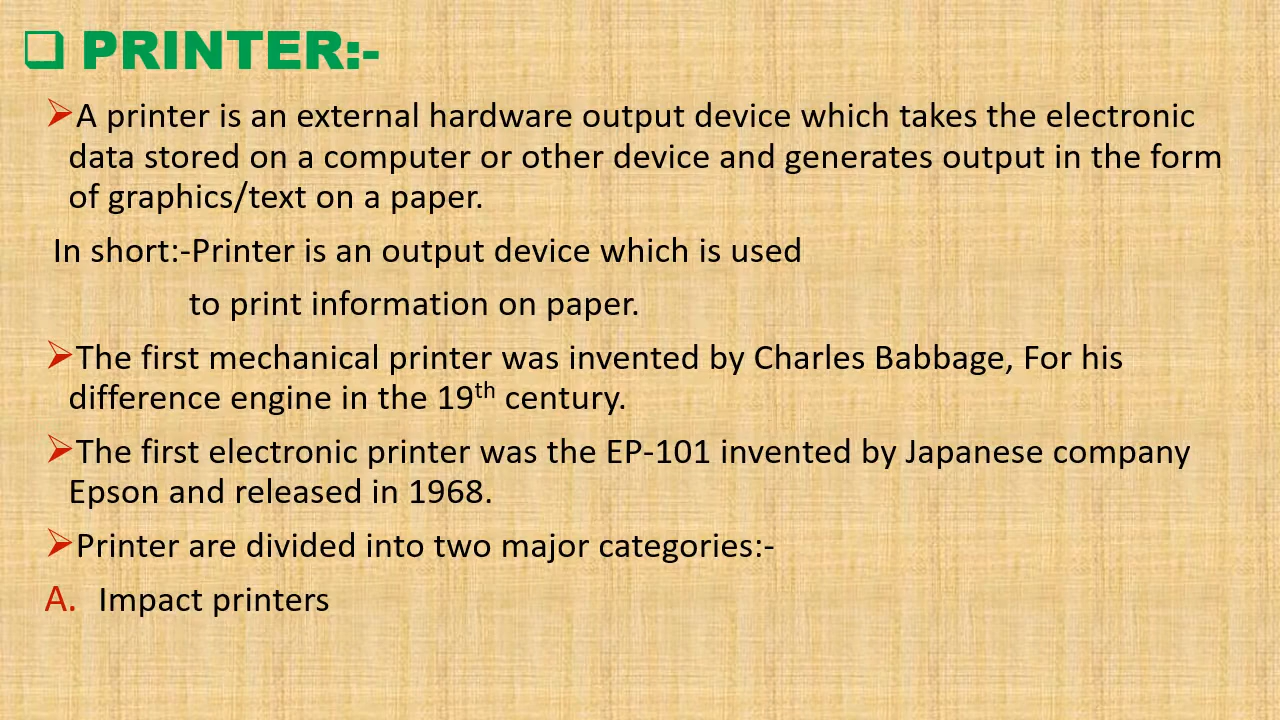 ❑ PRINTER:-
➢A printer is an external hardware output device which takes the electronic
data stored on a computer or other device and generates output in the form
of graphics/text on a paper.
In short:-Printer is an output device which is used
to print information on paper.
➢The first mechanical printer was invented by Charles Babbage, For his
difference engine in the 19th century.
➢The first electronic printer was the EP-101 invented by Japanese company
Epson and released in 1968.
➢Printer are divided into two major categories:-
A. Impact printers